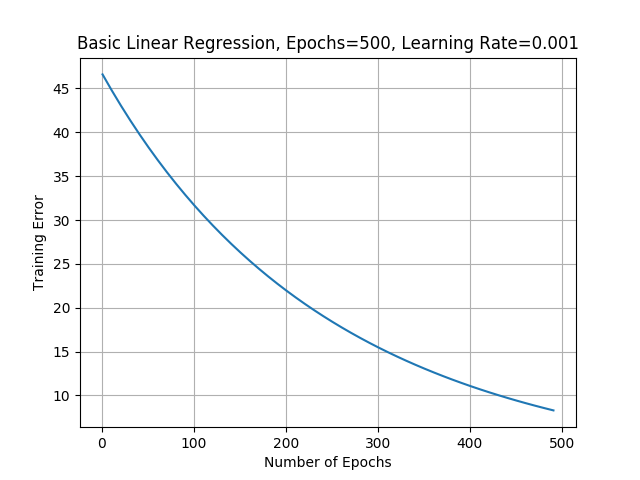 Basic Linear Regression, Epochs=500, Learning Rate=0.001
45
40
35
30
25
20
15
10
Training Error
0 100 200 300 400 500
Number of Epochs